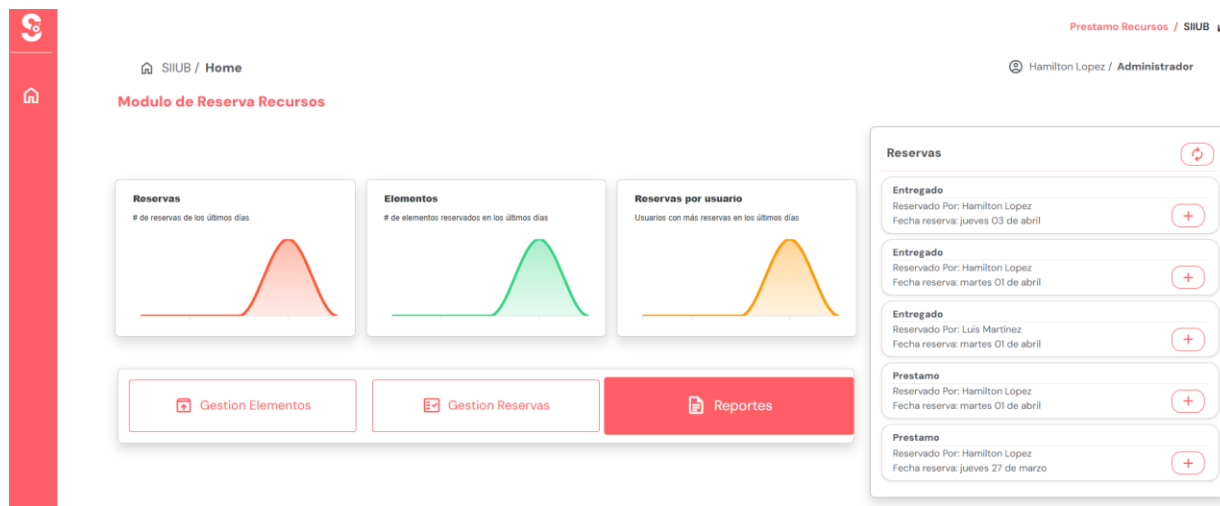 Prestamo Recursos / SIIUB
SIIUB / Home
Hamilton Lopez / Administrador
Modulo de Reserva Recursos
Reservas
# de reservas de los últimos días
Elementos
# de elementos reservados en los últimos días
Reservas por usuario
Usuarios con más reservas en los últimos días
Gestion Elementos
Gestion Reservas
Reportes
Reservas
Entregado
Reservado Por: Hamilton Lopez
Fecha reserva: jueves 03 de abril
Entregado
Reservado Por: Hamilton Lopez
Fecha reserva: martes 01 de abril
Entregado
Reservado Por: Luis Martinez
Fecha reserva: martes 01 de abril
Prestamo
Reservado Por: Hamilton Lopez
Fecha reserva: martes 01 de abril
Prestamo
Reservado Por: Hamilton Lopez
Fecha reserva: jueves 27 de marzo